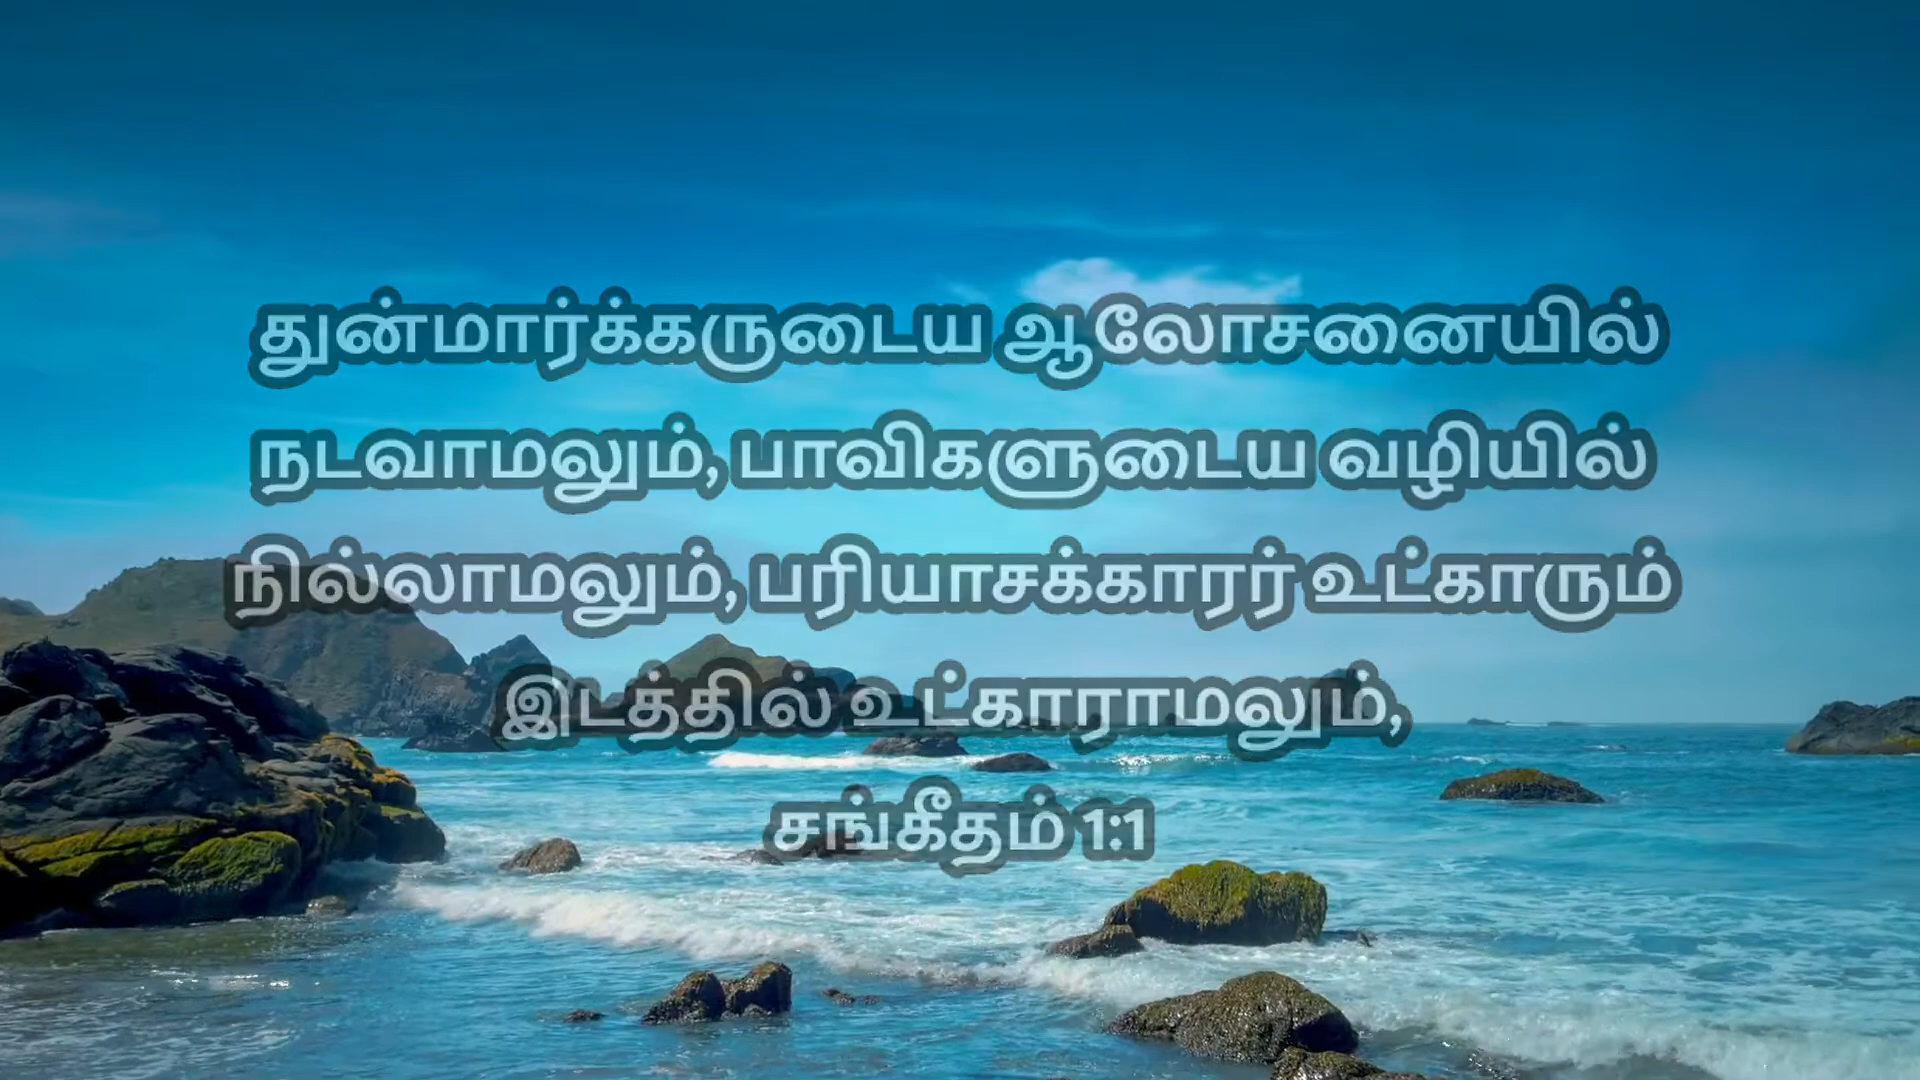 துன்மார்க்கருடைய ஆலோசனையில்
நடவாமலும், பாவிகளுடைய வழியில்
நில்லாமலும், பரியாசக்காரர் உட்காரும்
இடத்தில் உட்காராமலும்,
சங்கீதம் 1:1